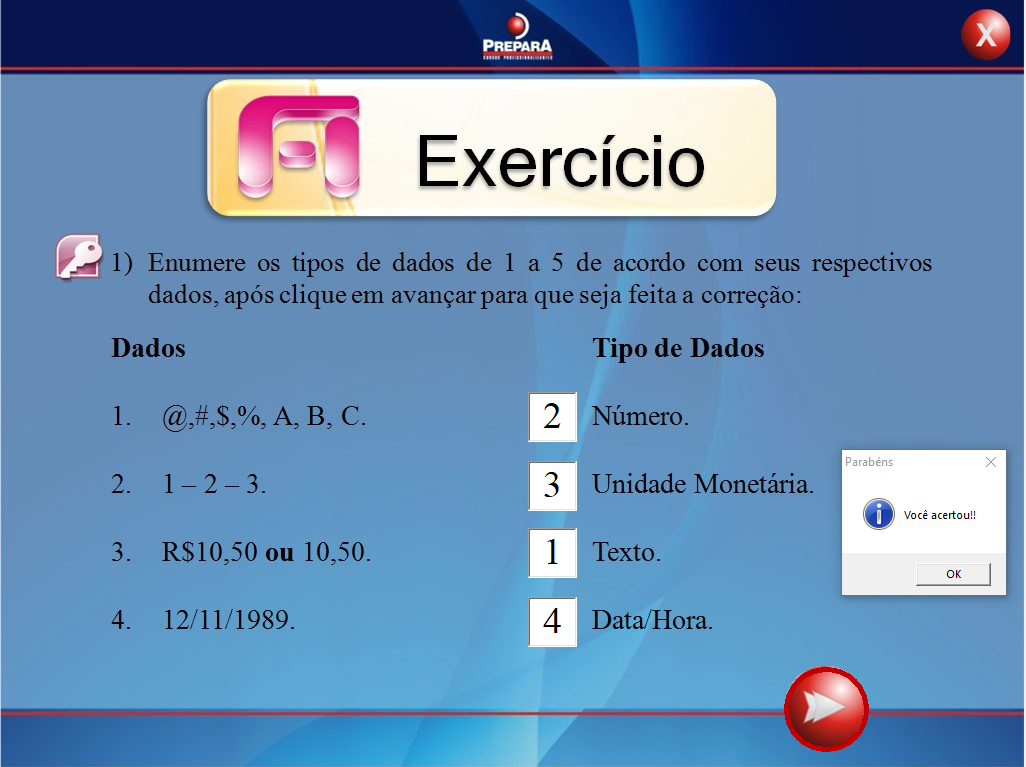 PREPARA
CURSOS PROFISSIONALIZANTES
X
Exercício
1) Enumere os tipos de dados de 1 a 5 de acordo com seus respectivos
dados, após clique em avançar para que seja feita a correção:
Dados Tipo de Dados
1. @,#,$,%, A, B, C. 2 Número.
2. 1 – 2 – 3. 3 Unidade Monetária.
3. R$10,50 ou 10,50. 1 Texto.
4. 12/11/1989. 4 Data/Hora.
Parabéns
Você acertou!!
OK